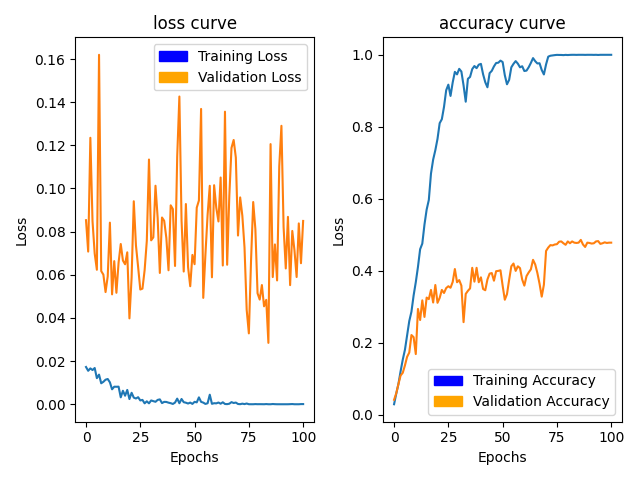 loss curve
Training Loss
Validation Loss
0.16
0.14
0.12
0.10
0.08
0.06
0.04
0.02
0.00
Loss
0
25
50
75
100
Epochs
accuracy curve
1.0
0.8
0.6
0.4
0.2
0.0
Loss
Training Accuracy
Validation Accuracy
0
25
50
75
100
Epochs